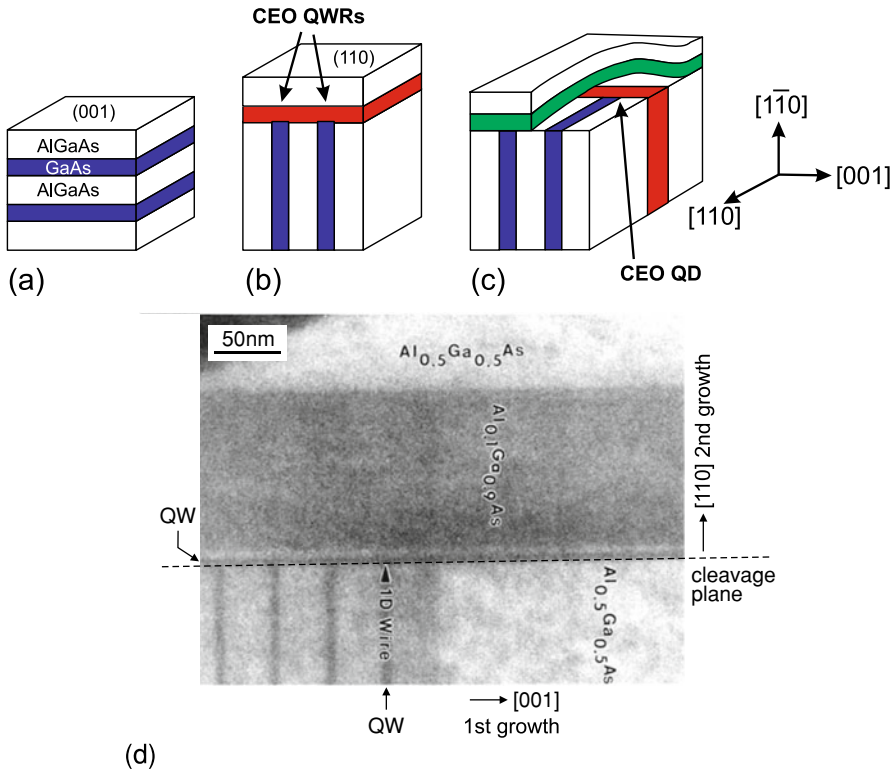 (001)
AlGaAs
GaAs
AlGaAs
(a)
CEO QWRs
(110)
(b)
CEO QD
(c)
[11̅0]
[001]
[110]
50nm
Al0.5Ga0.5As
Al0.1Ga0.9As
QW
1D Wire
Al0.5Ga0.5As
[110] 2nd growth
cleavage
plane
QW
[001]
1st growth
(d)